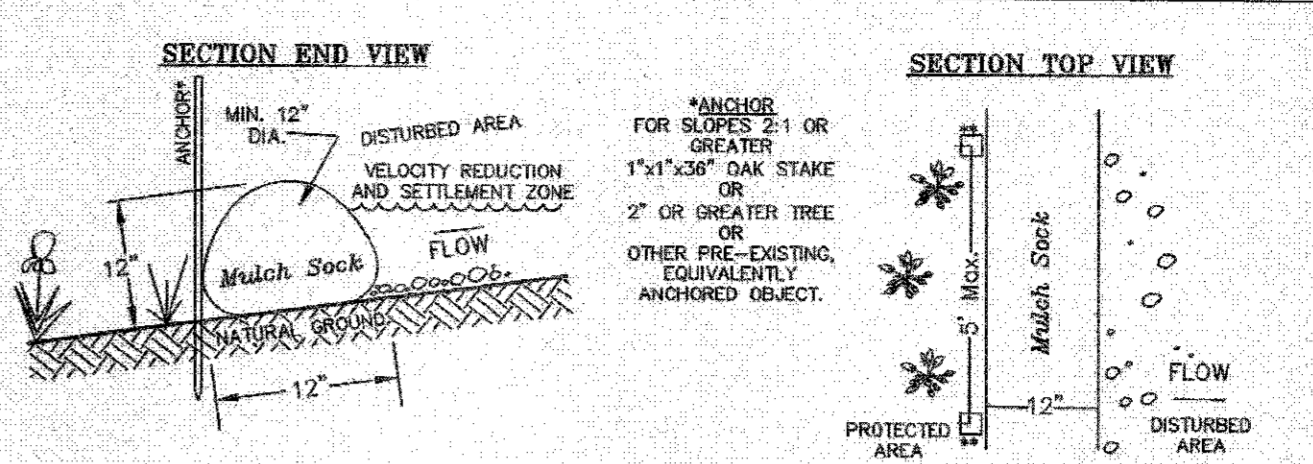 SECTION END VIEW
ANCHOR*
MIN. 12"
DIA.
DISTURBED AREA
VELOCITY REDUCTION
AND SETTLEMENT ZONE
FLOW
12"
Mulch Sock
NATURAL GROUND
12"
*ANCHOR
FOR SLOPES 2:1 OR
GREATER
1"x1"x36" OAK STAKE
OR
2" OR GREATER TREE
OR
OTHER PRE-EXISTING,
EQUIVALENTLY
ANCHORED OBJECT.
SECTION TOP VIEW
**
5' Max.
Mulch Sock
12"
FLOW
PROTECTED
AREA
**
DISTURBED
AREA